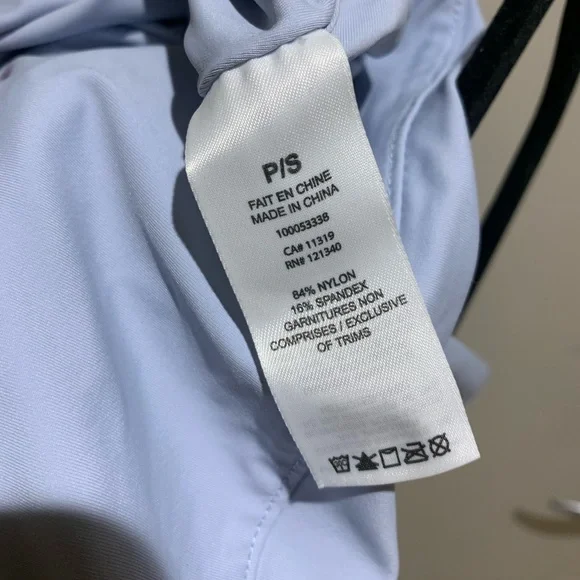 P/S
FAIT EN CHINE
MADE IN CHINA
100053338
CA# 11319
RN# 121340
84% NYLON
16% SPANDEX
GARNITURES NON
COMPRISES / EXCLUSIVE
OF TRIMS